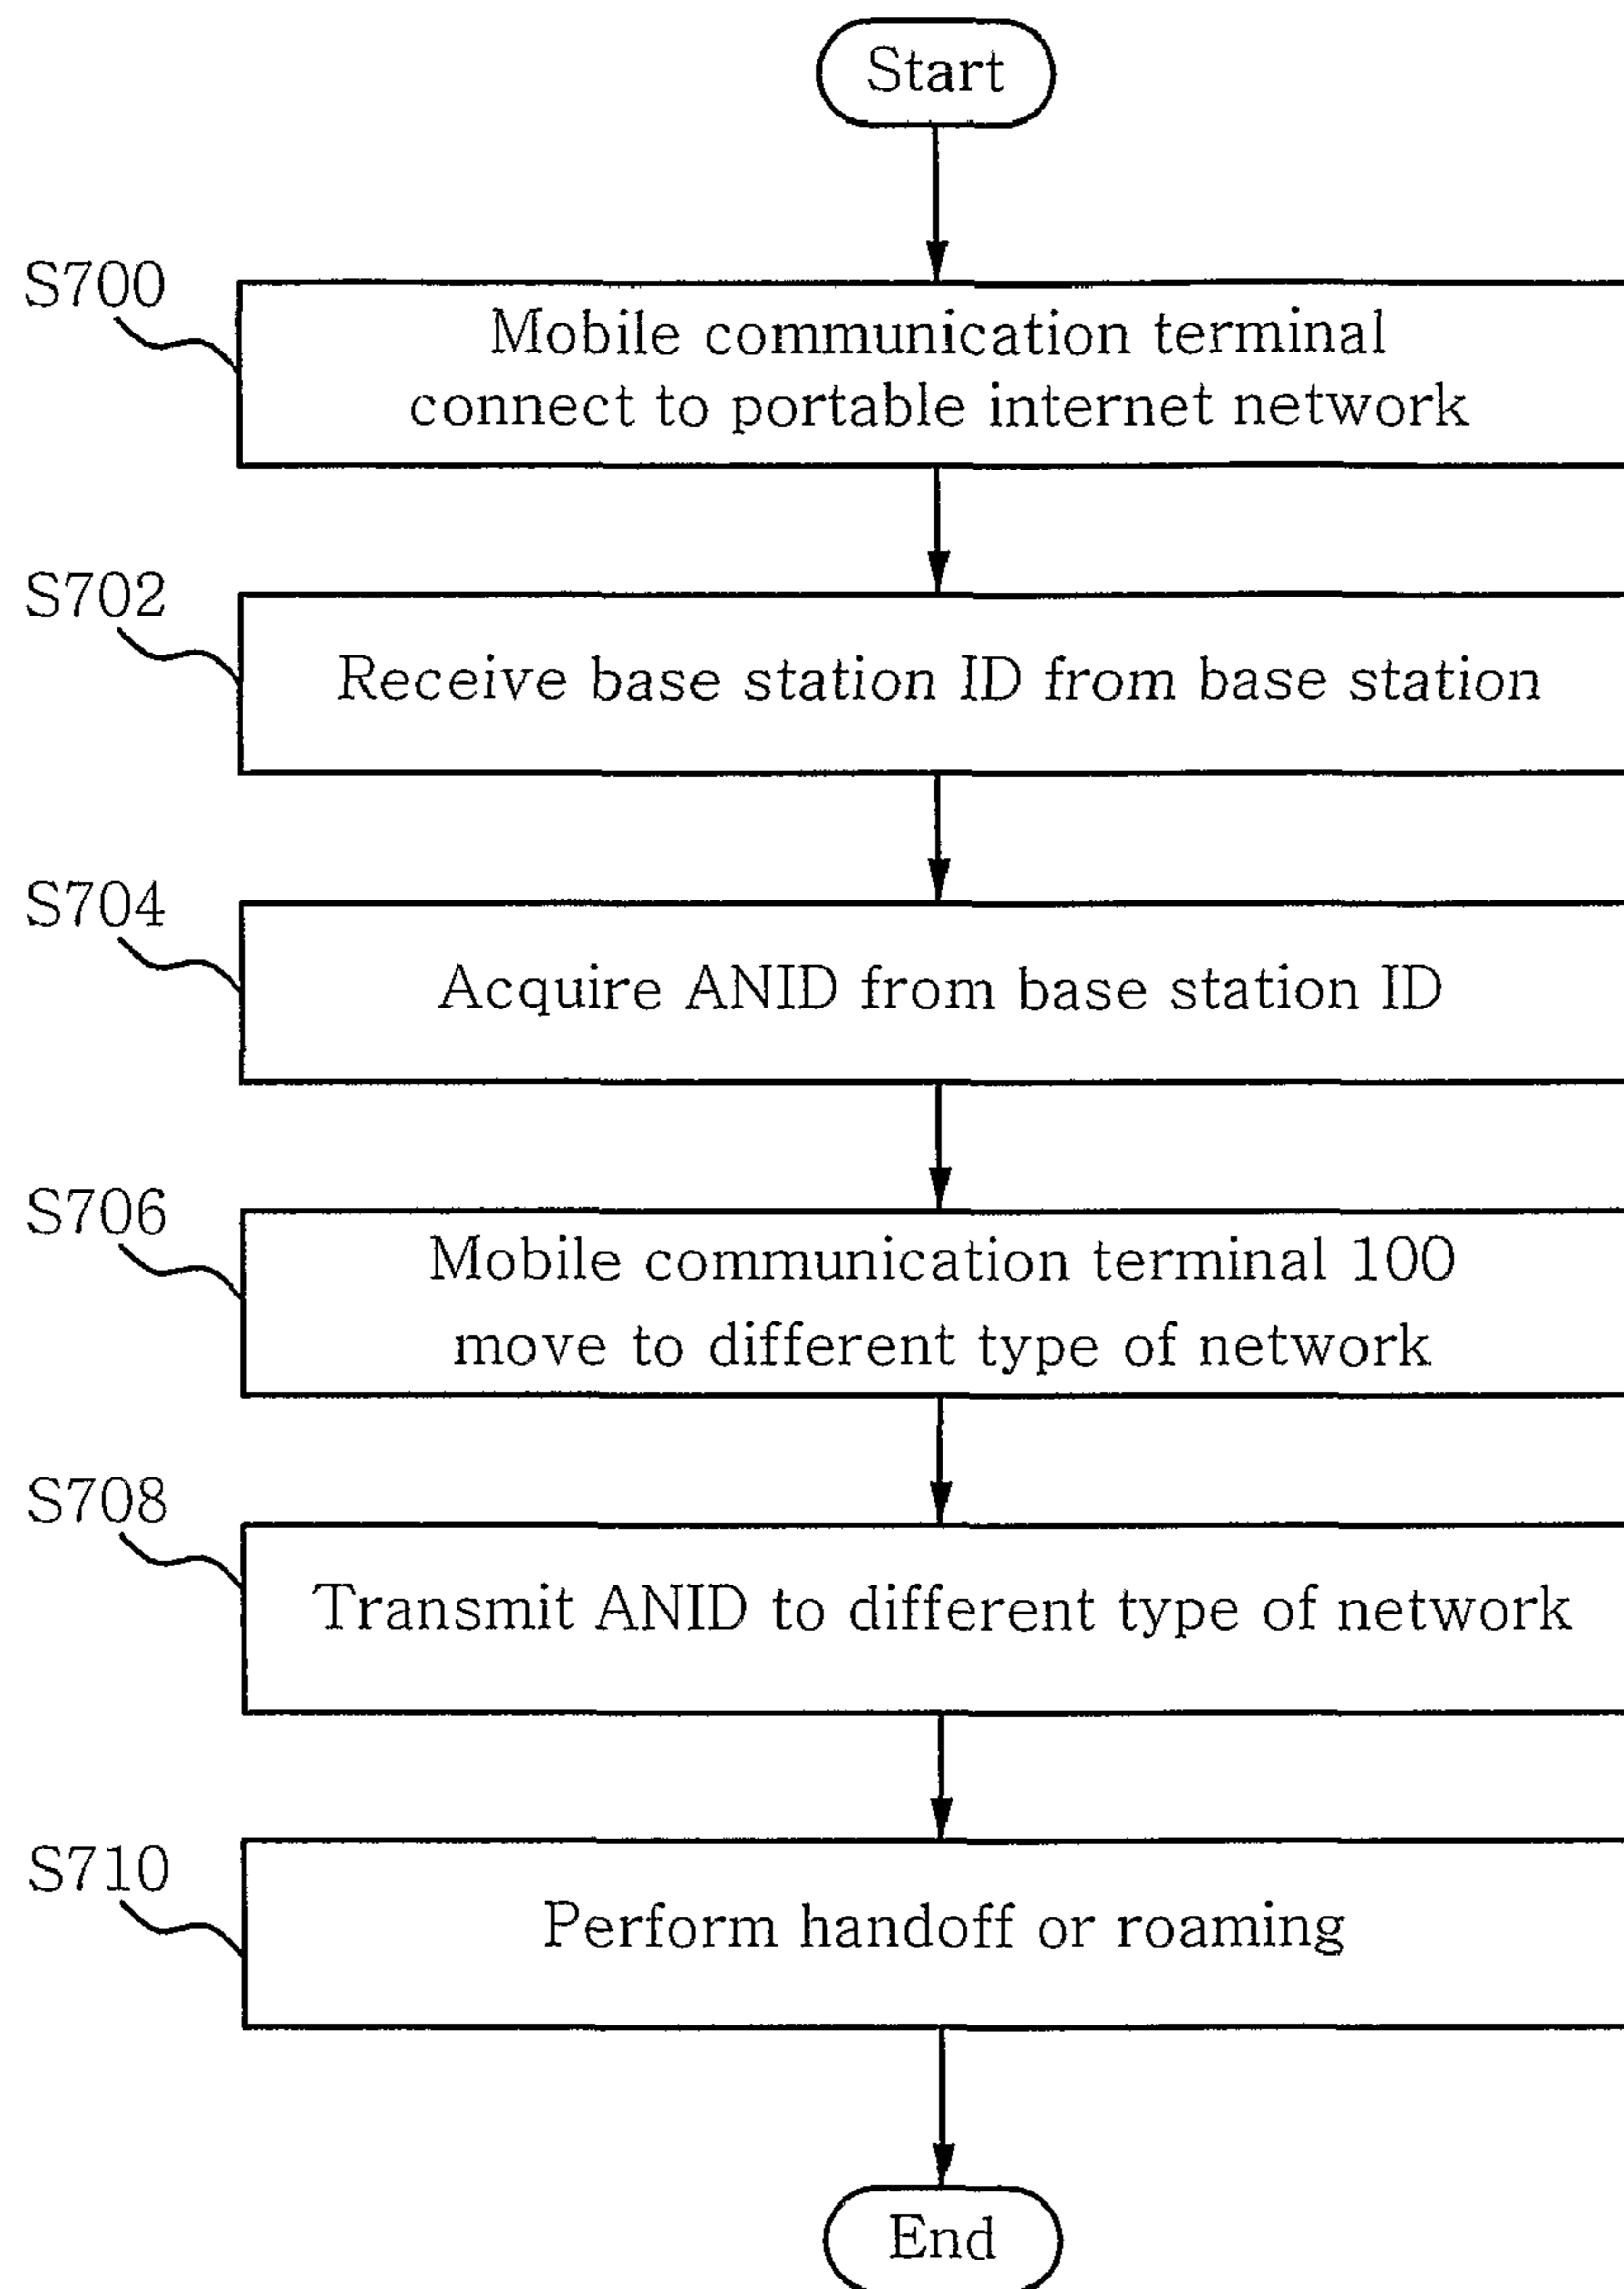 Start
S700
Mobile communication terminal
connect to portable internet network
S702
Receive base station ID from base station
S704
Acquire ANID from base station ID
S706
Mobile communication terminal 100
move to different type of network
S708
Transmit ANID to different type of network
S710
Perform handoff or roaming
End